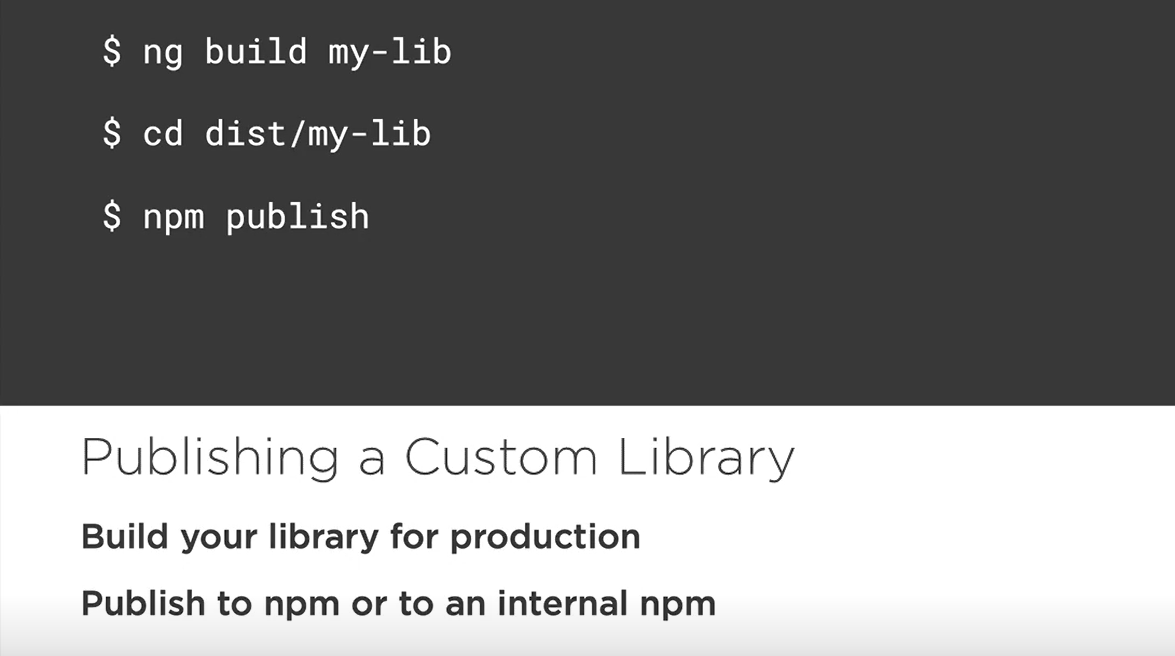 $ ng build my-lib
$ cd dist/my-lib
$ npm publish
Publishing a Custom Library
Build your library for production
Publish to npm or to an internal npm